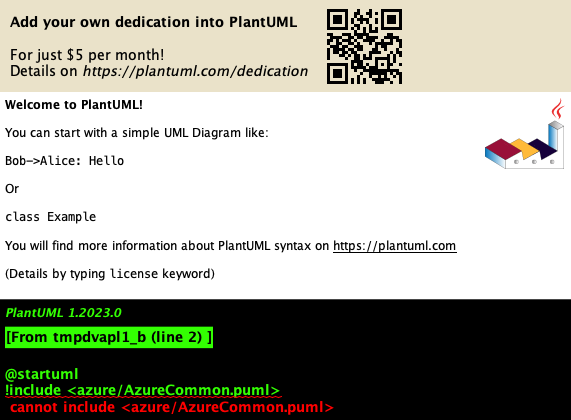 Add your own dedication into PlantUML
For just $5 per month!
Details on https://plantuml.com/dedication
Welcome to PlantUML!
You can start with a simple UML Diagram like:
Bob->Alice: Hello
Or
class Example
You will find more information about PlantUML syntax on https://plantuml.com
(Details by typing license keyword)
PlantUML 1.2023.0
[From tmpdvapl1_b (line 2) ]
@startuml
!include <azure/AzureCommon.puml>
cannot include <azure/AzureCommon.puml>